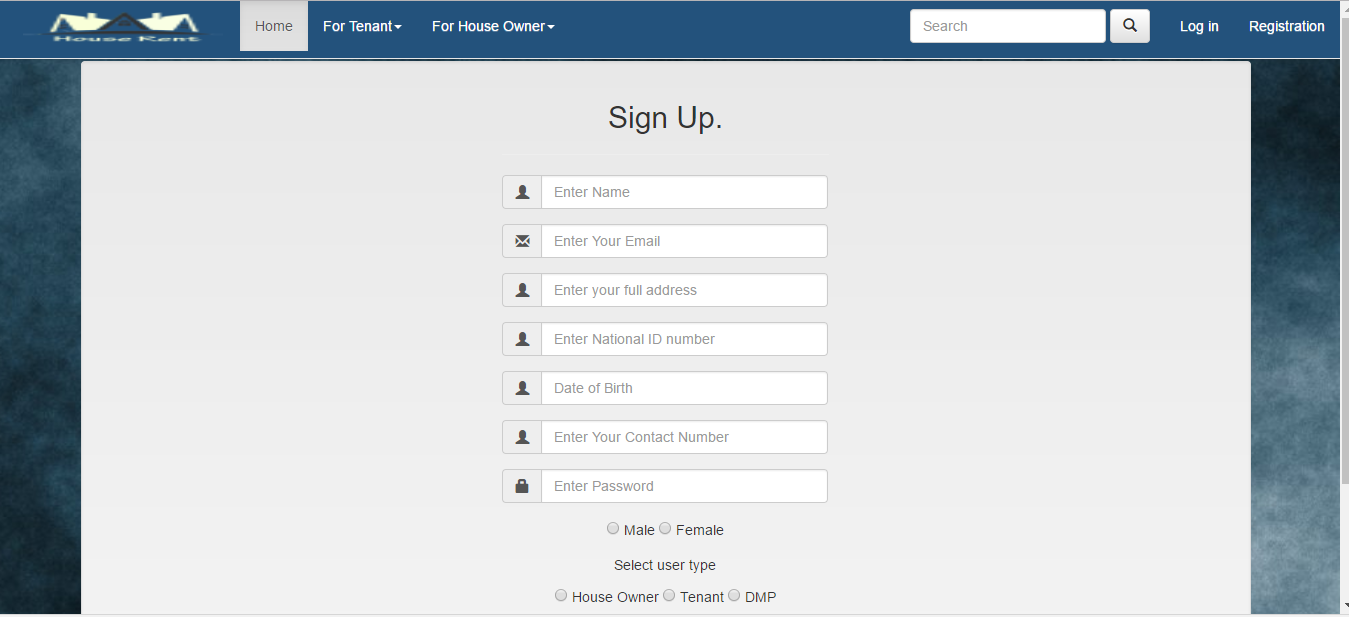 House Rent
Home For Tenant For House Owner Search Log in Registration
Sign Up.
Enter Name
Enter Your Email
Enter your full address
Enter National ID number
Date of Birth
Enter Your Contact Number
Enter Password
Male Female
Select user type
House Owner Tenant DMP